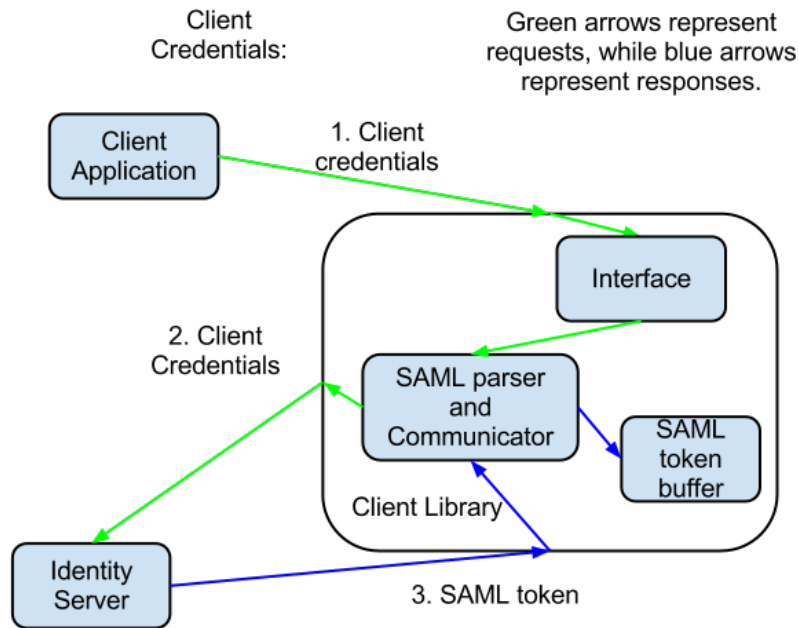 Client
Credentials:
Green arrows represent
requests, while blue arrows
represent responses.
Client
Application
1. Client
credentials
Interface
2. Client
Credentials
SAML parser
and
Communicator
SAML
token
buffer
Client Library
Identity
Server
3. SAML token